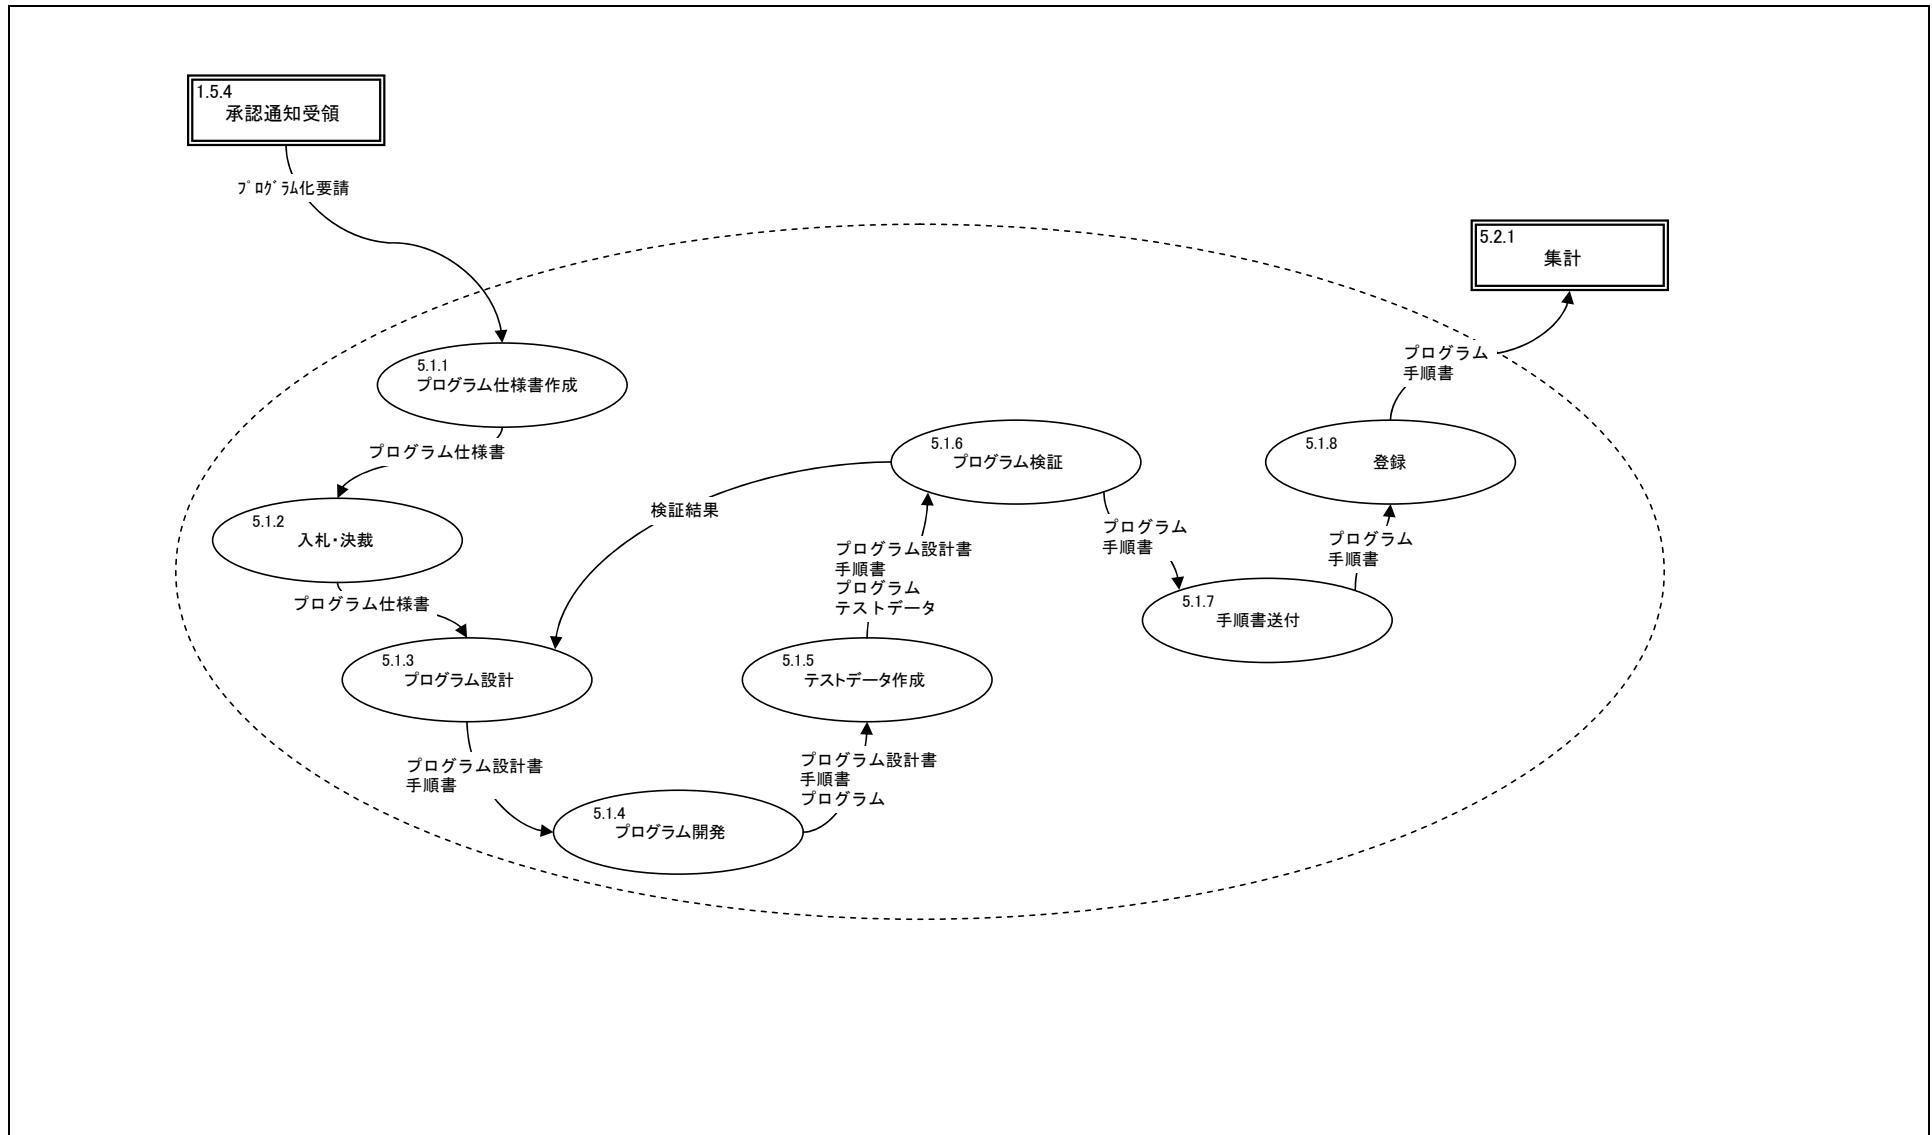 1.5.4
承認通知受領
ﾌﾟﾛｸﾞﾗﾑ化要請
5.2.1
集計
5.1.1
プログラム仕様書作成
プログラム
手順書
プログラム仕様書
5.1.6
プログラム検証
5.1.8
登録
検証結果
5.1.2
入札・決裁
プログラム
手順書
プログラム
手順書
プログラム設計書
手順書
プログラム
テストデータ
プログラム仕様書
5.1.7
手順書送付
5.1.3
プログラム設計
5.1.5
テストデータ作成
プログラム設計書
手順書
プログラム設計書
手順書
プログラム
5.1.4
プログラム開発